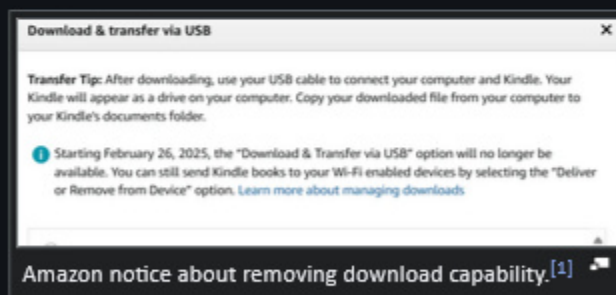 Download & transfer via USB
Transfer Tip: After downloading, use your USB cable to connect your computer and Kindle. Your
Kindle will appear as a drive on your computer. Copy your downloaded file from your computer to
your Kindle's documents folder.
Starting February 26, 2025, the "Download & Transfer via USB" option will no longer be
available. You can still send Kindle books to your Wi-Fi enabled devices by selecting the "Deliver
or Remove from Device" option. Learn more about managing downloads
Amazon notice about removing download capability.[1]